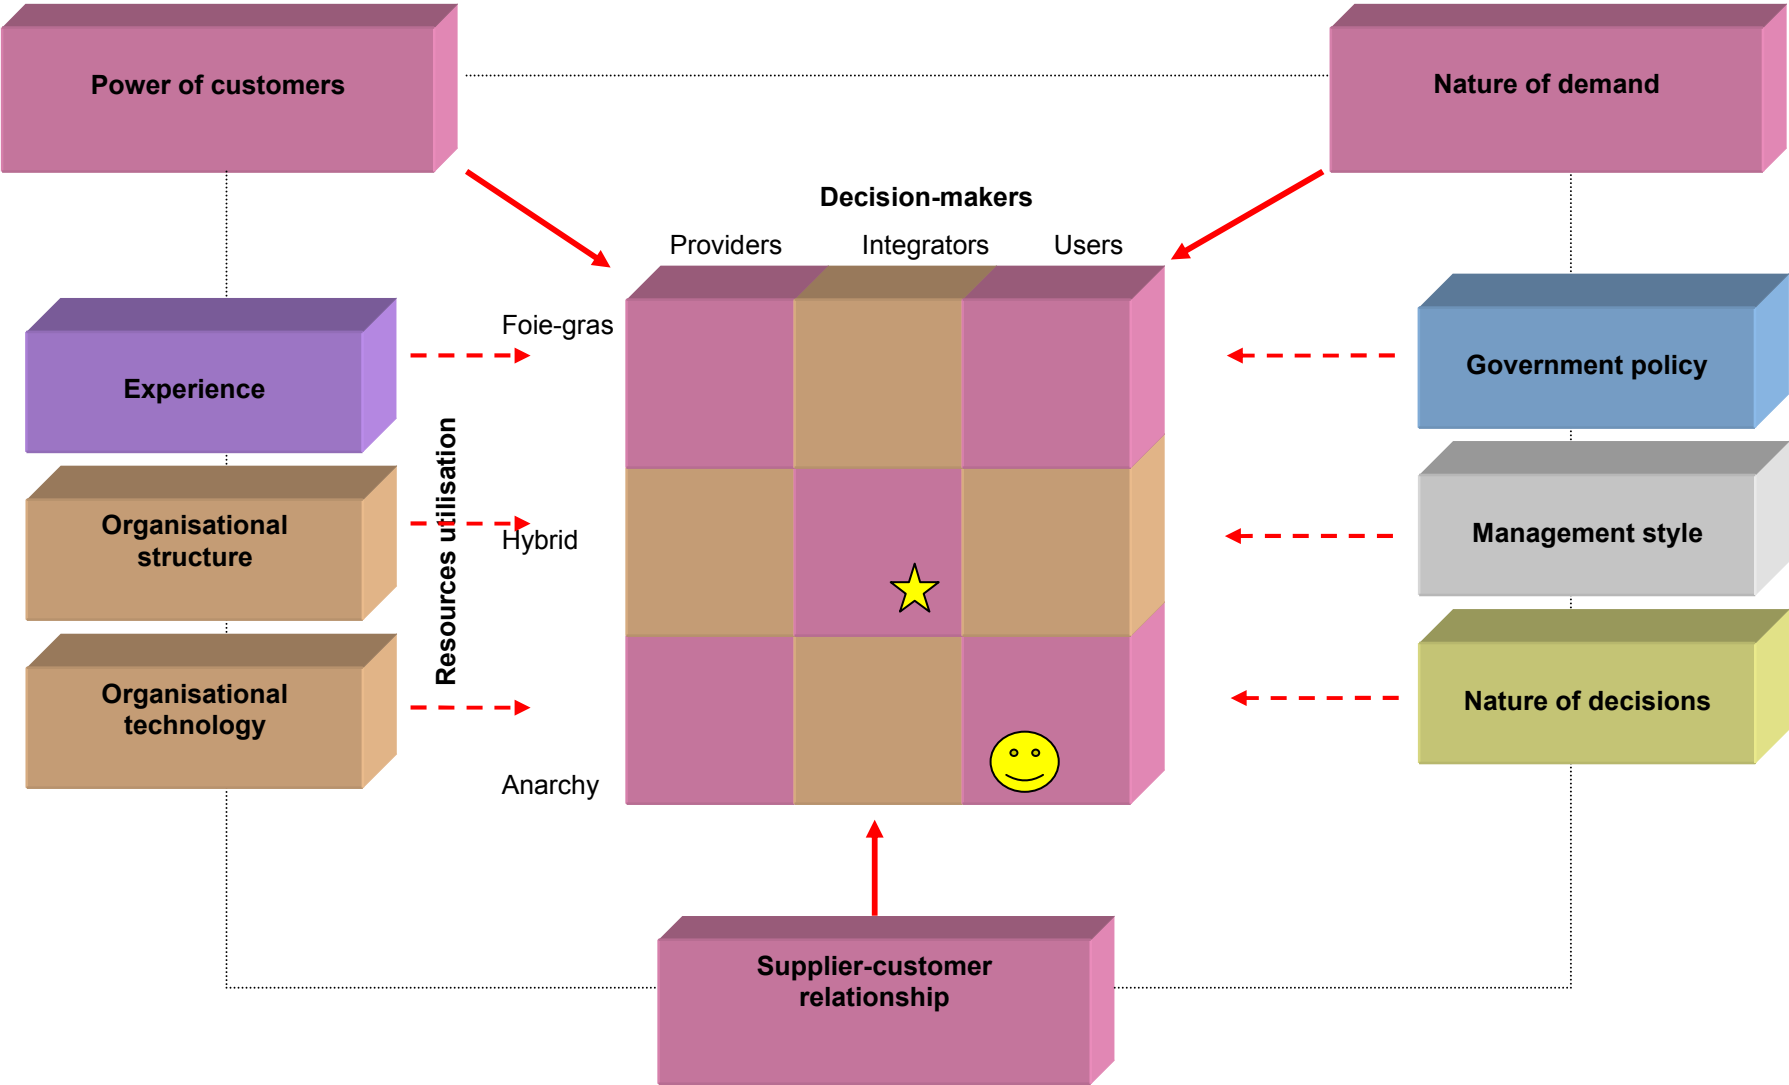 Power of customers
Nature of demand
Decision-makers
Providers
Integrators
Users
Foie-gras
Experience
Government policy
Resources utilisation
Organisational
structure
Hybrid
Management style
Organisational
technology
Nature of decisions
Anarchy
Supplier-customer
relationship